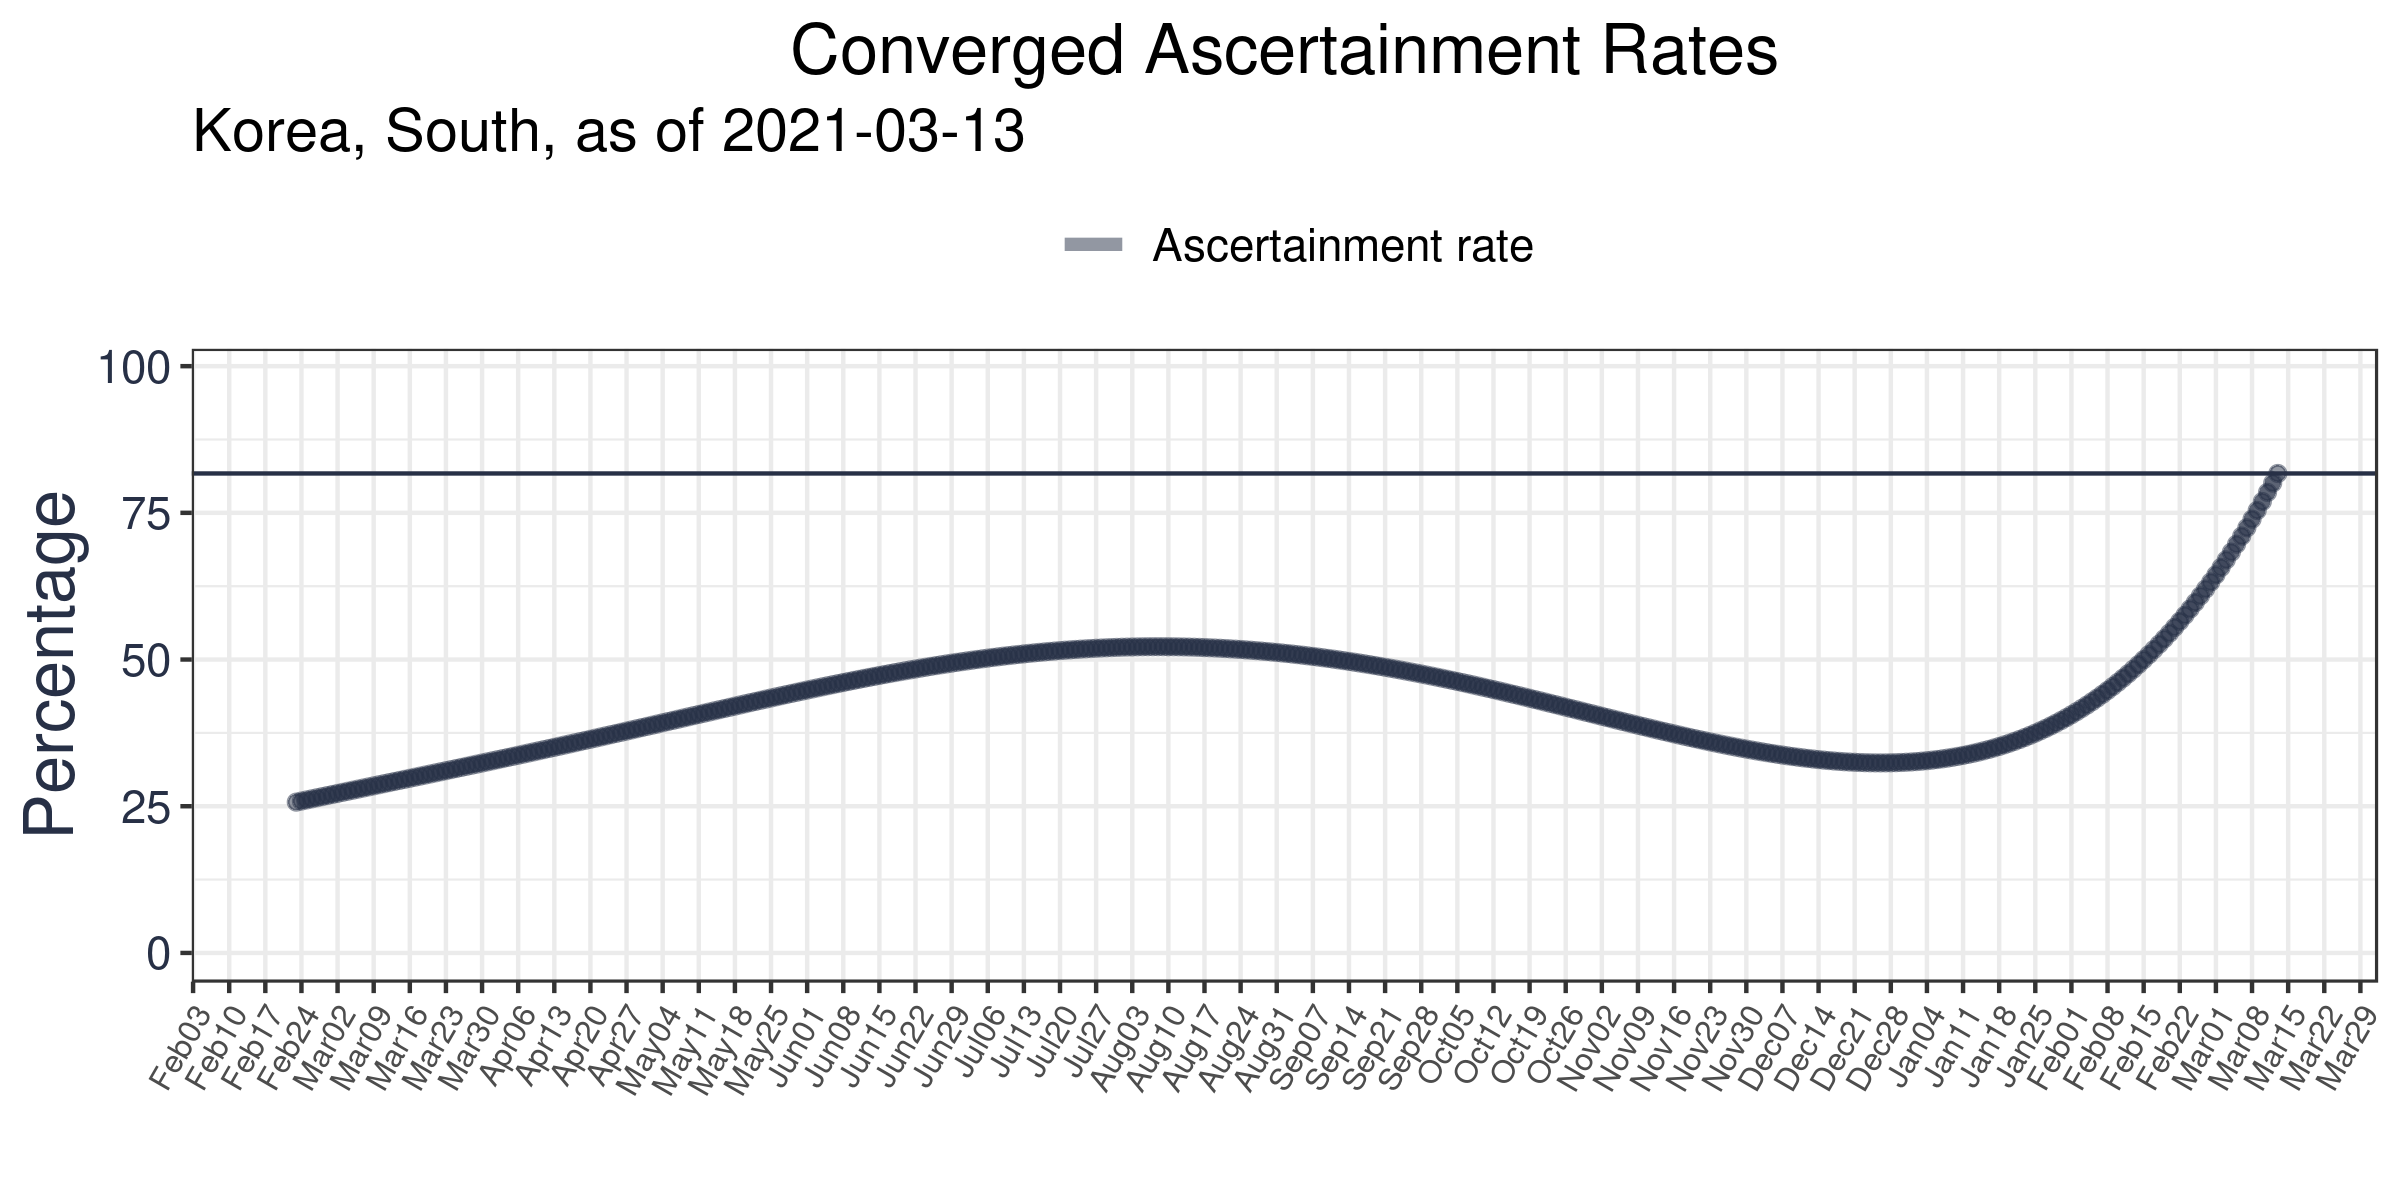 Converged Ascertainment Rates
Korea, South, as of 2021-03-13
Ascertainment rate
Percentage
100
75
50
25
0
Feb03 Feb10 Feb17 Feb24 Mar02 Mar09 Mar16 Mar23 Mar30 Apr06 Apr13 Apr20 Apr27 May04 May11 May18 May25 Jun01 Jun08 Jun15 Jun22 Jun29 Jul06 Jul13 Jul20 Jul27 Aug03 Aug10 Aug17 Aug24 Aug31 Sep07 Sep14 Sep21 Sep28 Oct05 Oct12 Oct19 Oct26 Nov02 Nov09 Nov16 Nov23 Nov30 Dec07 Dec14 Dec21 Dec28 Jan04 Jan11 Jan18 Jan25 Feb01 Feb08 Feb15 Feb22 Mar01 Mar08 Mar15 Mar22 Mar29